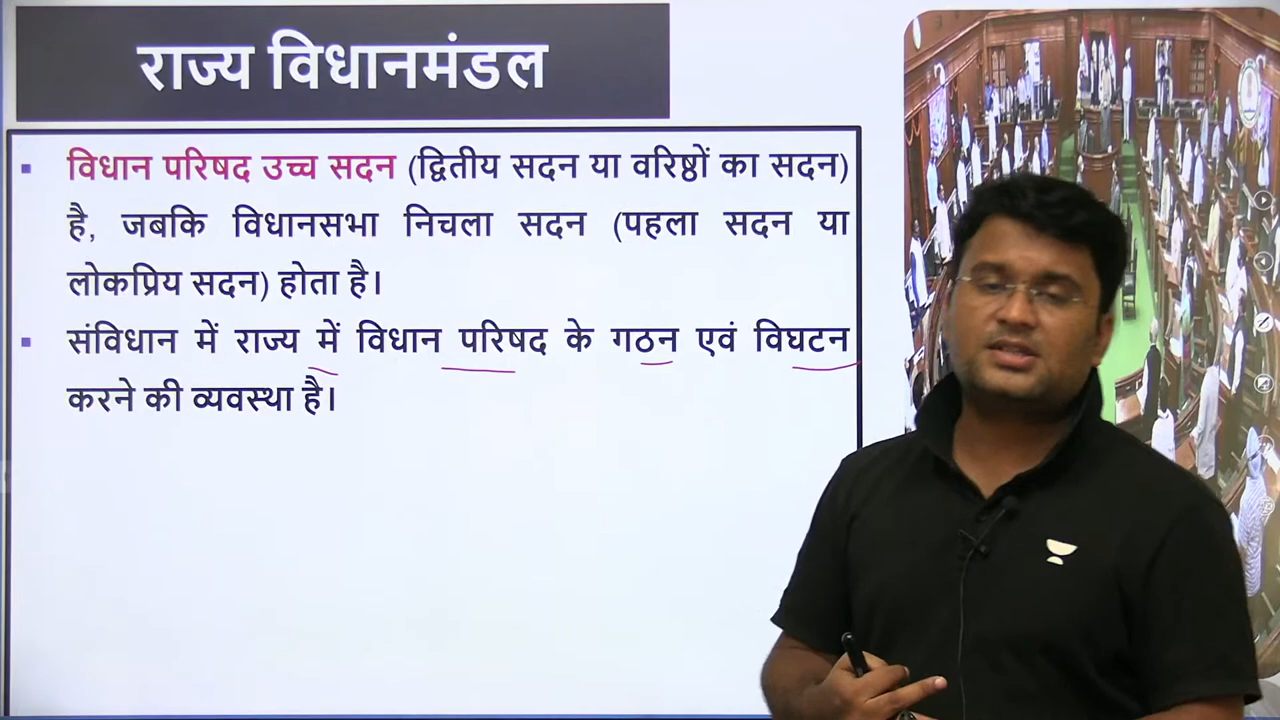 राज्य विधानमंडल
▪ विधान परिषद उच्च सदन (द्वितीय सदन या वरिष्ठों का सदन)
है, जबकि विधानसभा निचला सदन (पहला सदन या
लोकप्रिय सदन) होता है।
▪ संविधान में राज्य में विधान परिषद के गठन एवं विघटन
करने की व्यवस्था है।